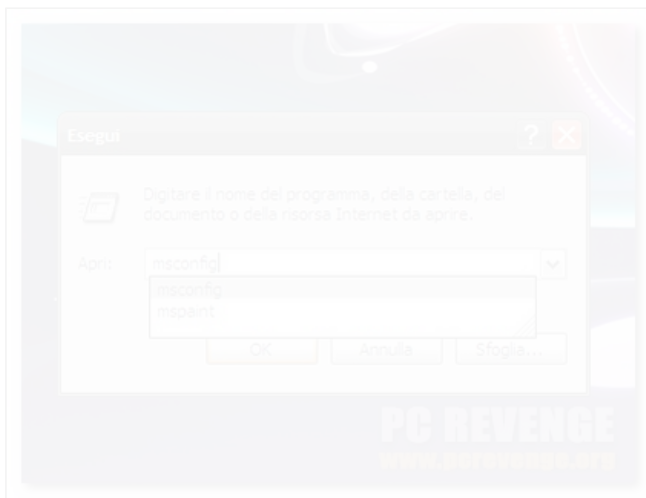 Esegui
Digitare il nome del programma, della cartella, del
documento o della risorsa Internet da aprire.
Apri: msconfig
msconfig
mspaint
OK Annulla Sfoglia...
PC REVENGE